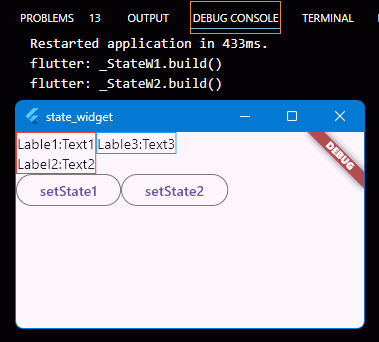 PROBLEMS 13 OUTPUT DEBUG CONSOLE TERMINAL
Restarted application in 433ms.
flutter: _StateW1.build()
flutter: _StateW2.build()
state_widget
Lable1:Text1 Lable3:Text3
Label2:Text2
setState1 setState2
DEBUG